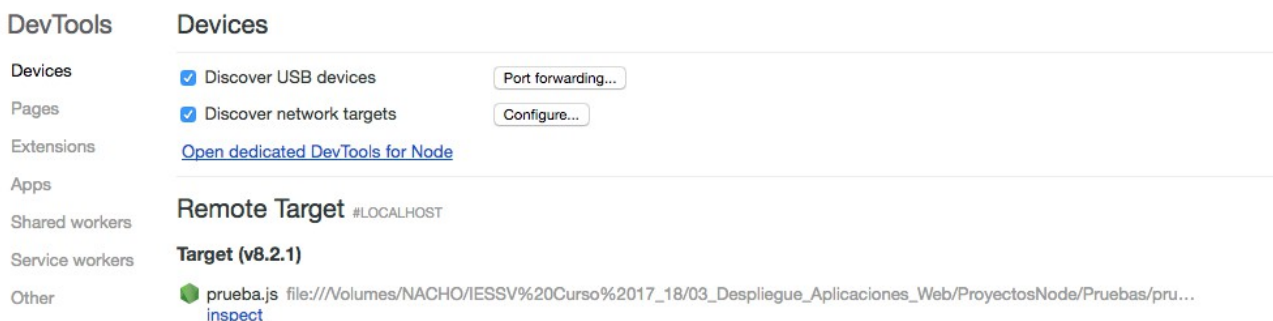 DevTools
Devices
Pages
Extensions
Apps
Shared workers
Service workers
Other
Devices
Discover USB devices
Port forwarding...
Discover network targets
Configure...
Open dedicated DevTools for Node
Remote Target #LOCALHOST
Target (v8.2.1)
prueba.js file:///Volumes/NACHO/IESSV%20Curso%2017_18/03_Despliegue_Aplicaciones_Web/ProyectosNode/Pruebas/pru...
inspect